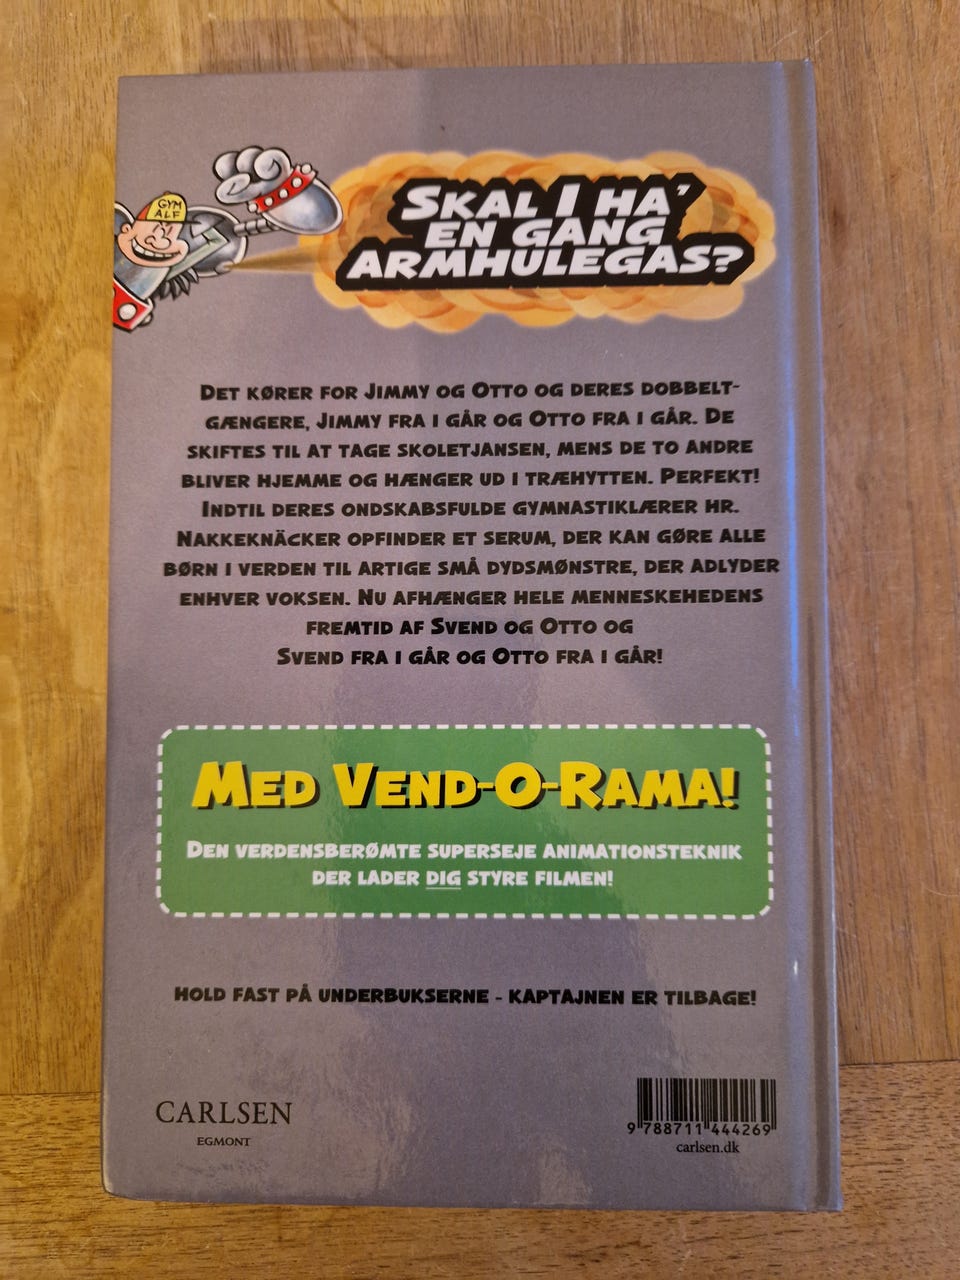 GYM
ALF
SKAL I HA'
EN GANG
ARMHULEGAS?
DET KØRER FOR JIMMY OG OTTO OG DERES DOBBELT-
GÆNGERE, JIMMY FRA I GÅR OG OTTO FRA I GÅR. DE
SKIFTES TIL AT TAGE SKOLETJANSEN, MENS DE TO ANDRE
BLIVER HJEMME OG HÆNGER UD I TRÆHYTTEN. PERFEKT!
INDTIL DERES ONDSKABSFULDE GYMNASTIKLÆRER HR.
NAKKEKNÄCKER OPFINDER ET SERUM, DER KAN GØRE ALLE
BØRN I VERDEN TIL ARTIGE SMÅ DYDSMØNSTRE, DER ADLYDER
ENHVER VOKSEN. NU AFHÆNGER HELE MENNESKEHEDENS
FREMTID AF SVEND OG OTTO OG
SVEND FRA I GÅR OG OTTO FRA I GÅR!
MED VEND-O-RAMA!
DEN VERDENSBERØMTE SUPERSEJE ANIMATIONSTEKNIK
DER LADER DIG STYRE FILMEN!
HOLD FAST PÅ UNDERBUKSERNE - KAPTAJNEN ER TILBAGE!
CARLSEN
EGMONT
9 788711 444269
carlsen.dk